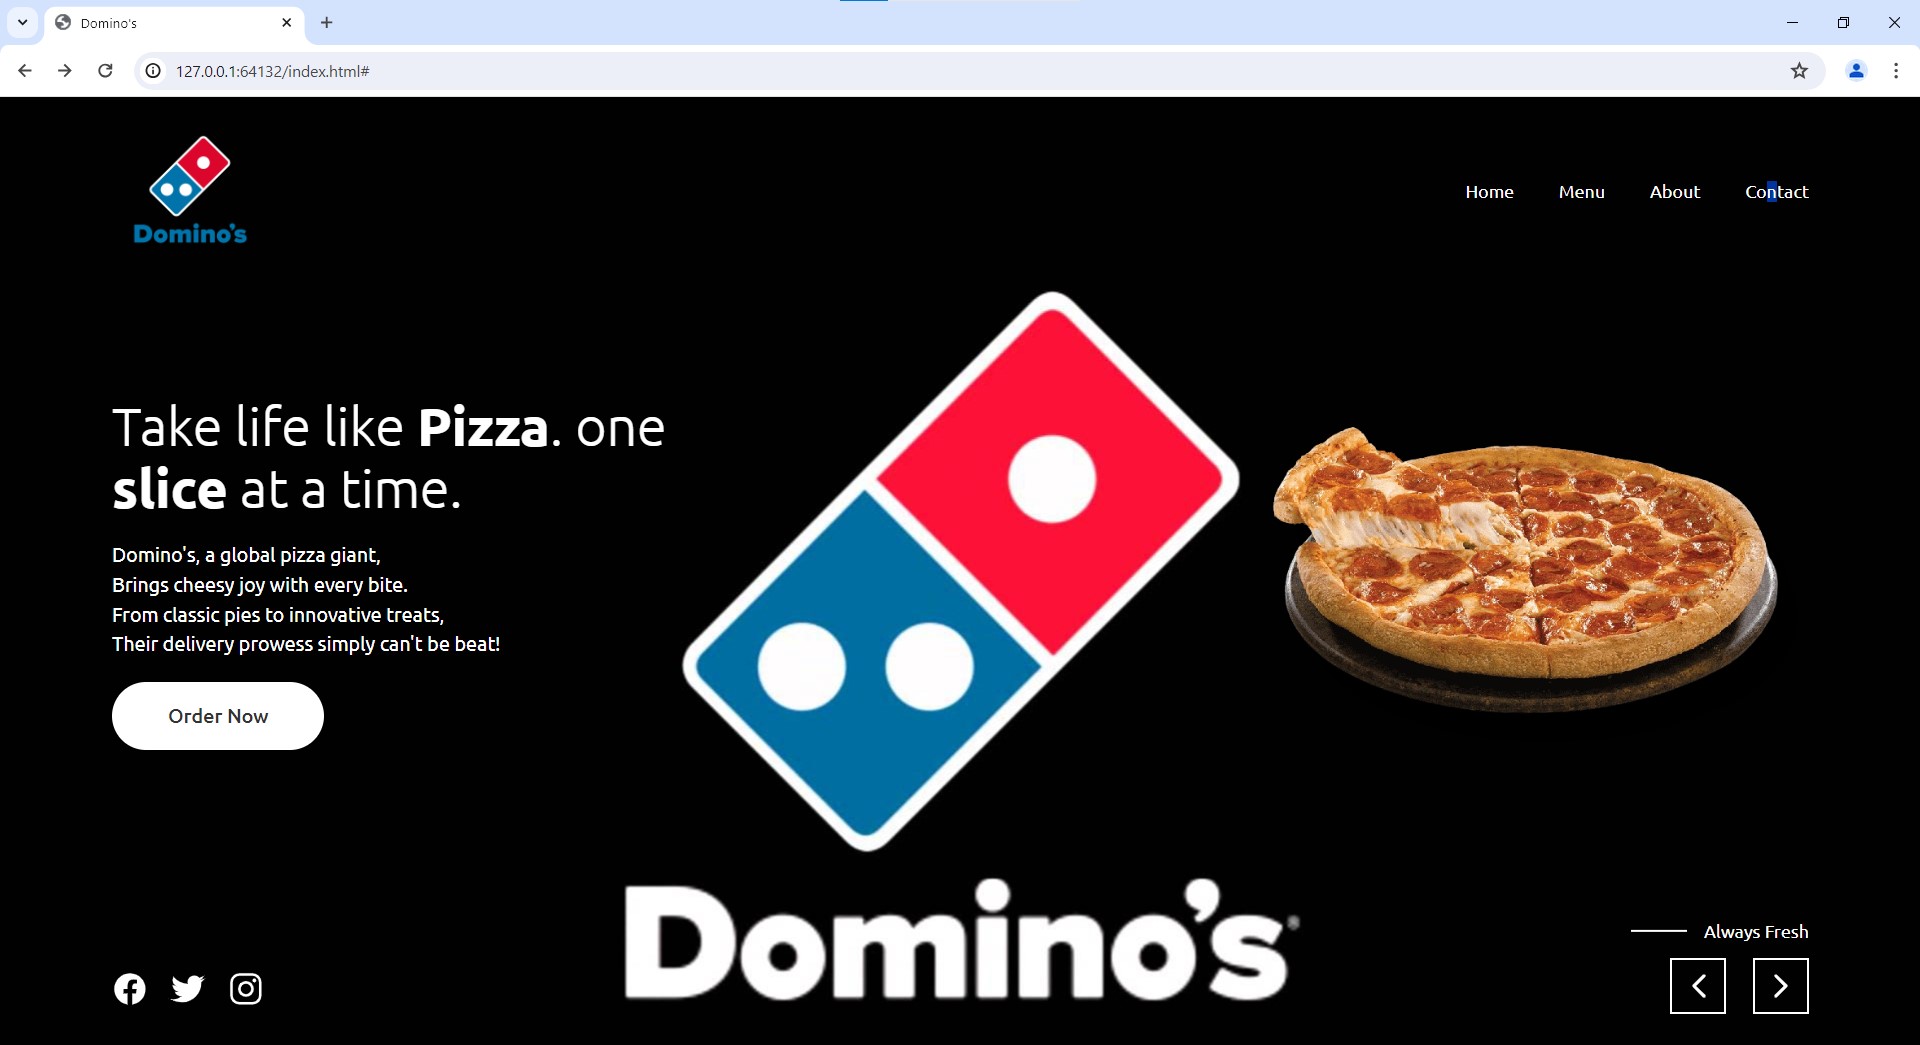 Domino's
127.0.0.1:64132/index.html#
Domino's
Home Menu About Contact
Take life like Pizza. one
slice at a time.
Domino's, a global pizza giant,
Brings cheesy joy with every bite.
From classic pies to innovative treats,
Their delivery prowess simply can't be beat!
Order Now
Domino's
Always Fresh